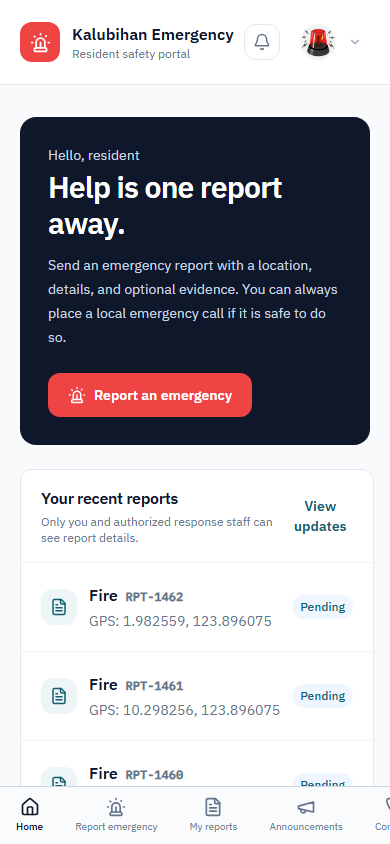 Kalubihan Emergency
Resident safety portal
Hello, resident
Help is one report
away.
Send an emergency report with a location,
details, and optional evidence. You can always
place a local emergency call if it is safe to do
so.
Report an emergency
Your recent reports
Only you and authorized response staff can
see report details.
View
updates
Fire RPT-1462
GPS: 1.982559, 123.896075
Pending
Fire RPT-1461
GPS: 10.298256, 123.896075
Pending
Fire RPT-1460
Pending
Home
Report emergency
My reports
Announcements